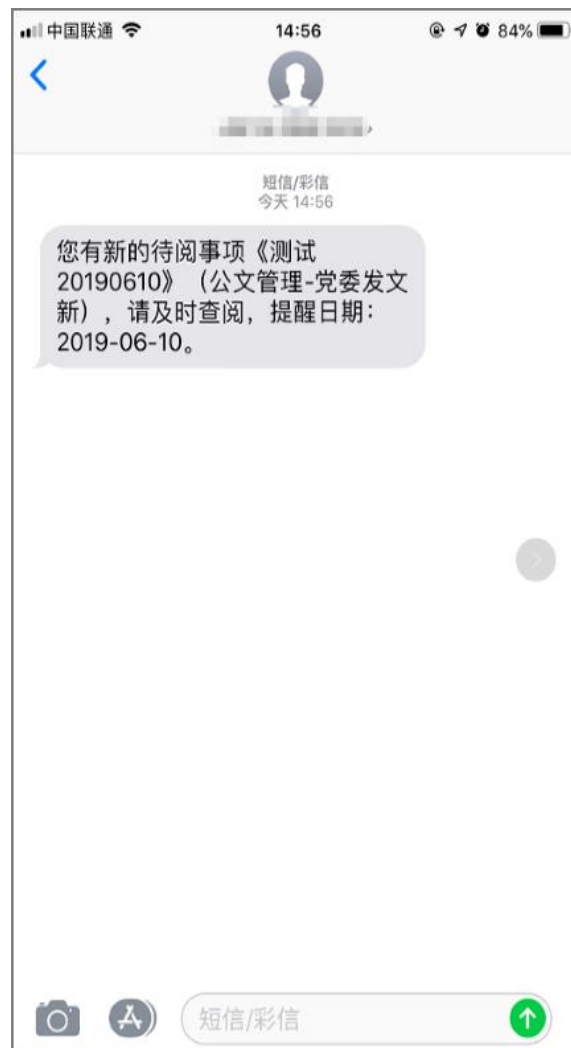 中国联通 14:56 84%
短信/彩信
今天 14:56
您有新的待阅事项《测试
20190610》（公文管理-党委发文
新），请及时查阅，提醒日期：
2019-06-10。
短信/彩信